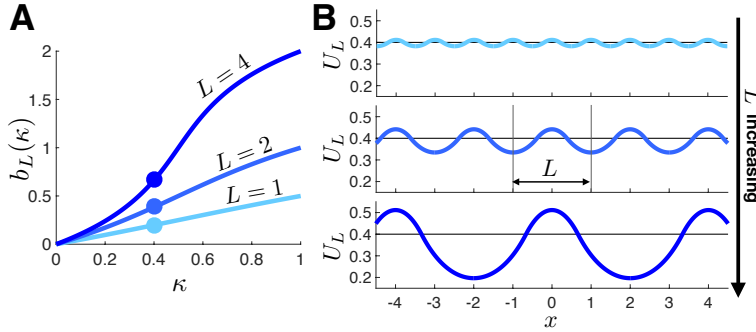 A
b_L(κ)
2
1.5
1
0.5
0
0
0.2
0.4
0.6
0.8
1
κ
L = 4
L = 2
L = 1
B
U_L
0.5
0.4
0.3
0.2
U_L
0.5
0.4
0.3
0.2
L
U_L
0.5
0.4
0.3
0.2
-4
-3
-2
-1
0
1
2
3
4
x
L increasing